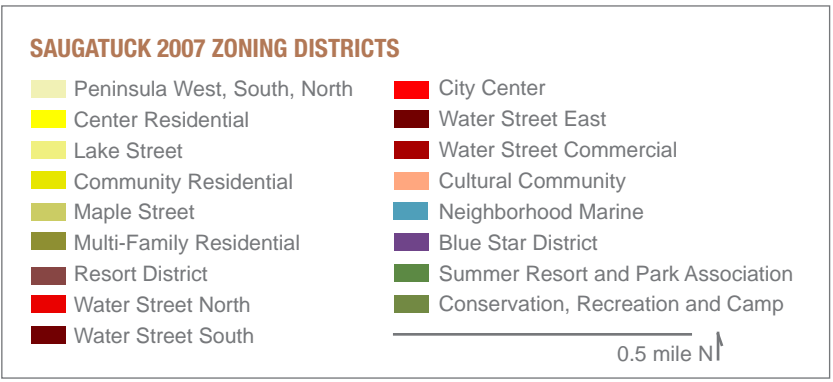 SAUGATUCK 2007 ZONING DISTRICTS
Peninsula West, South, North
Center Residential
Lake Street
Community Residential
Maple Street
Multi-Family Residential
Resort District
Water Street North
Water Street South
City Center
Water Street East
Water Street Commercial
Cultural Community
Neighborhood Marine
Blue Star District
Summer Resort and Park Association
Conservation, Recreation and Camp
0.5 mile N